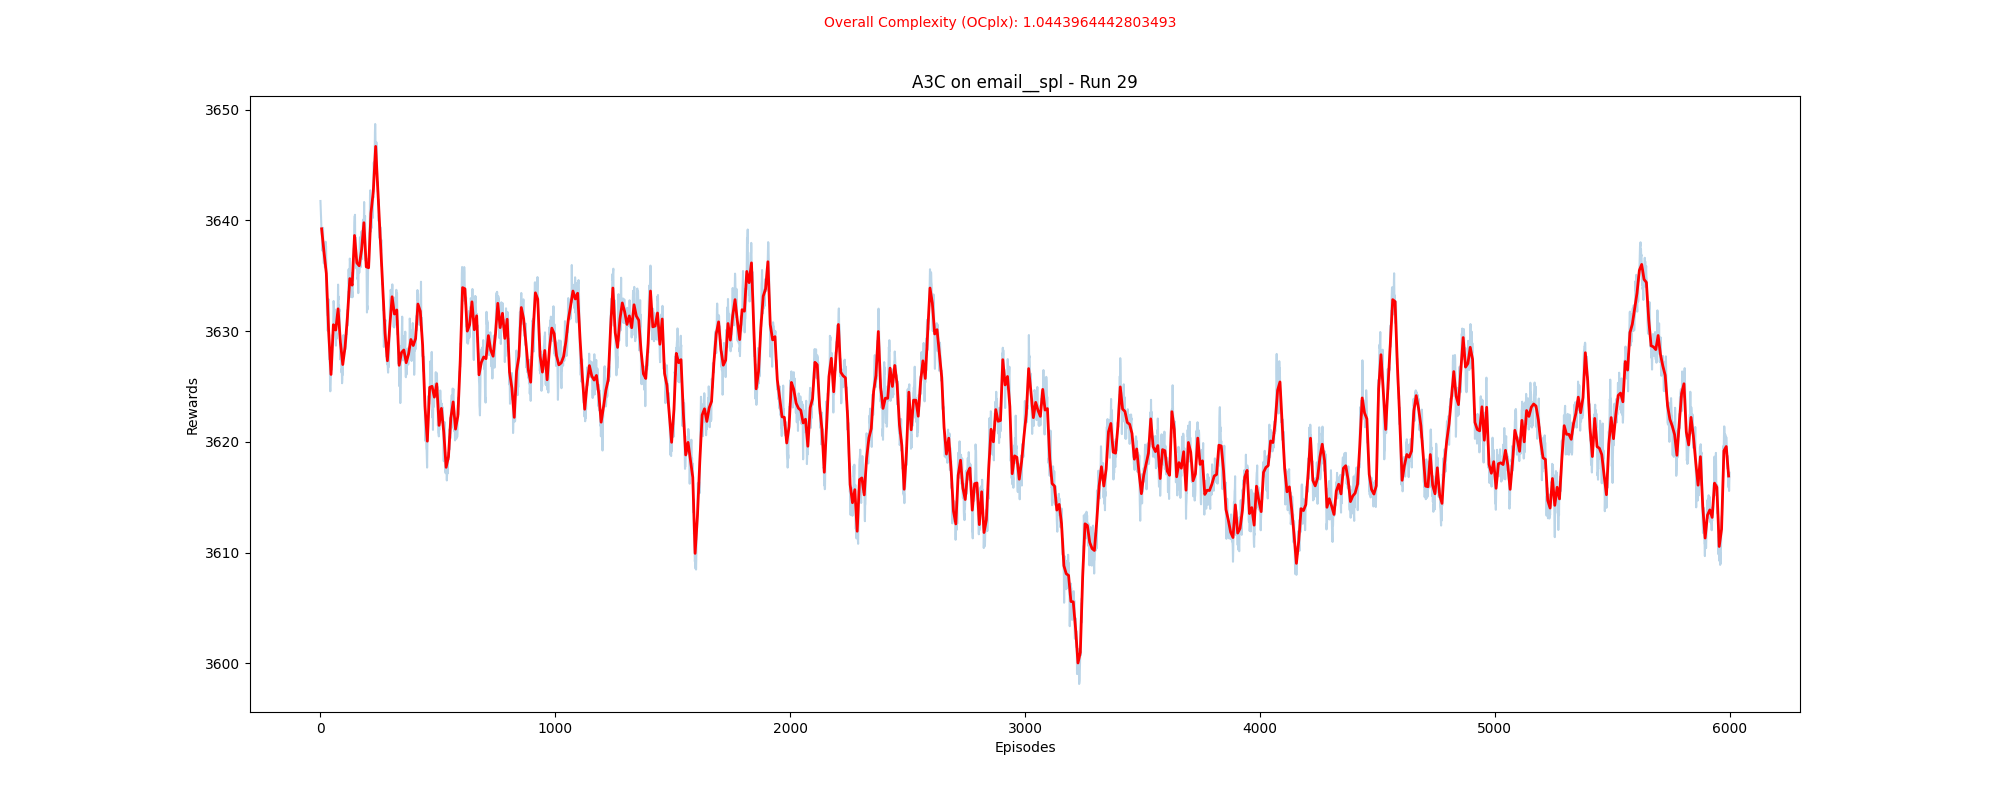 Overall Complexity (OCplx): 1.0443964442803493
A3C on email__spl - Run 29
Rewards
3650
3640
3630
3620
3610
3600
0 1000 2000 3000 4000 5000 6000
Episodes